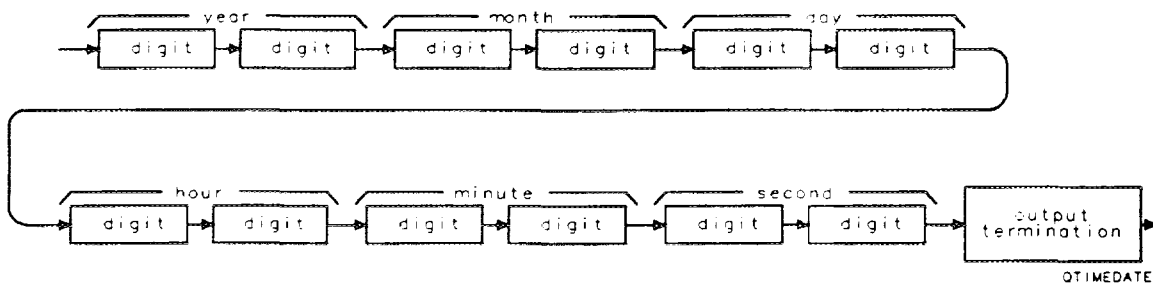 year month day
digit digit digit digit digit digit
hour minute second
digit digit digit digit digit digit output
termination
QTIMEDATE